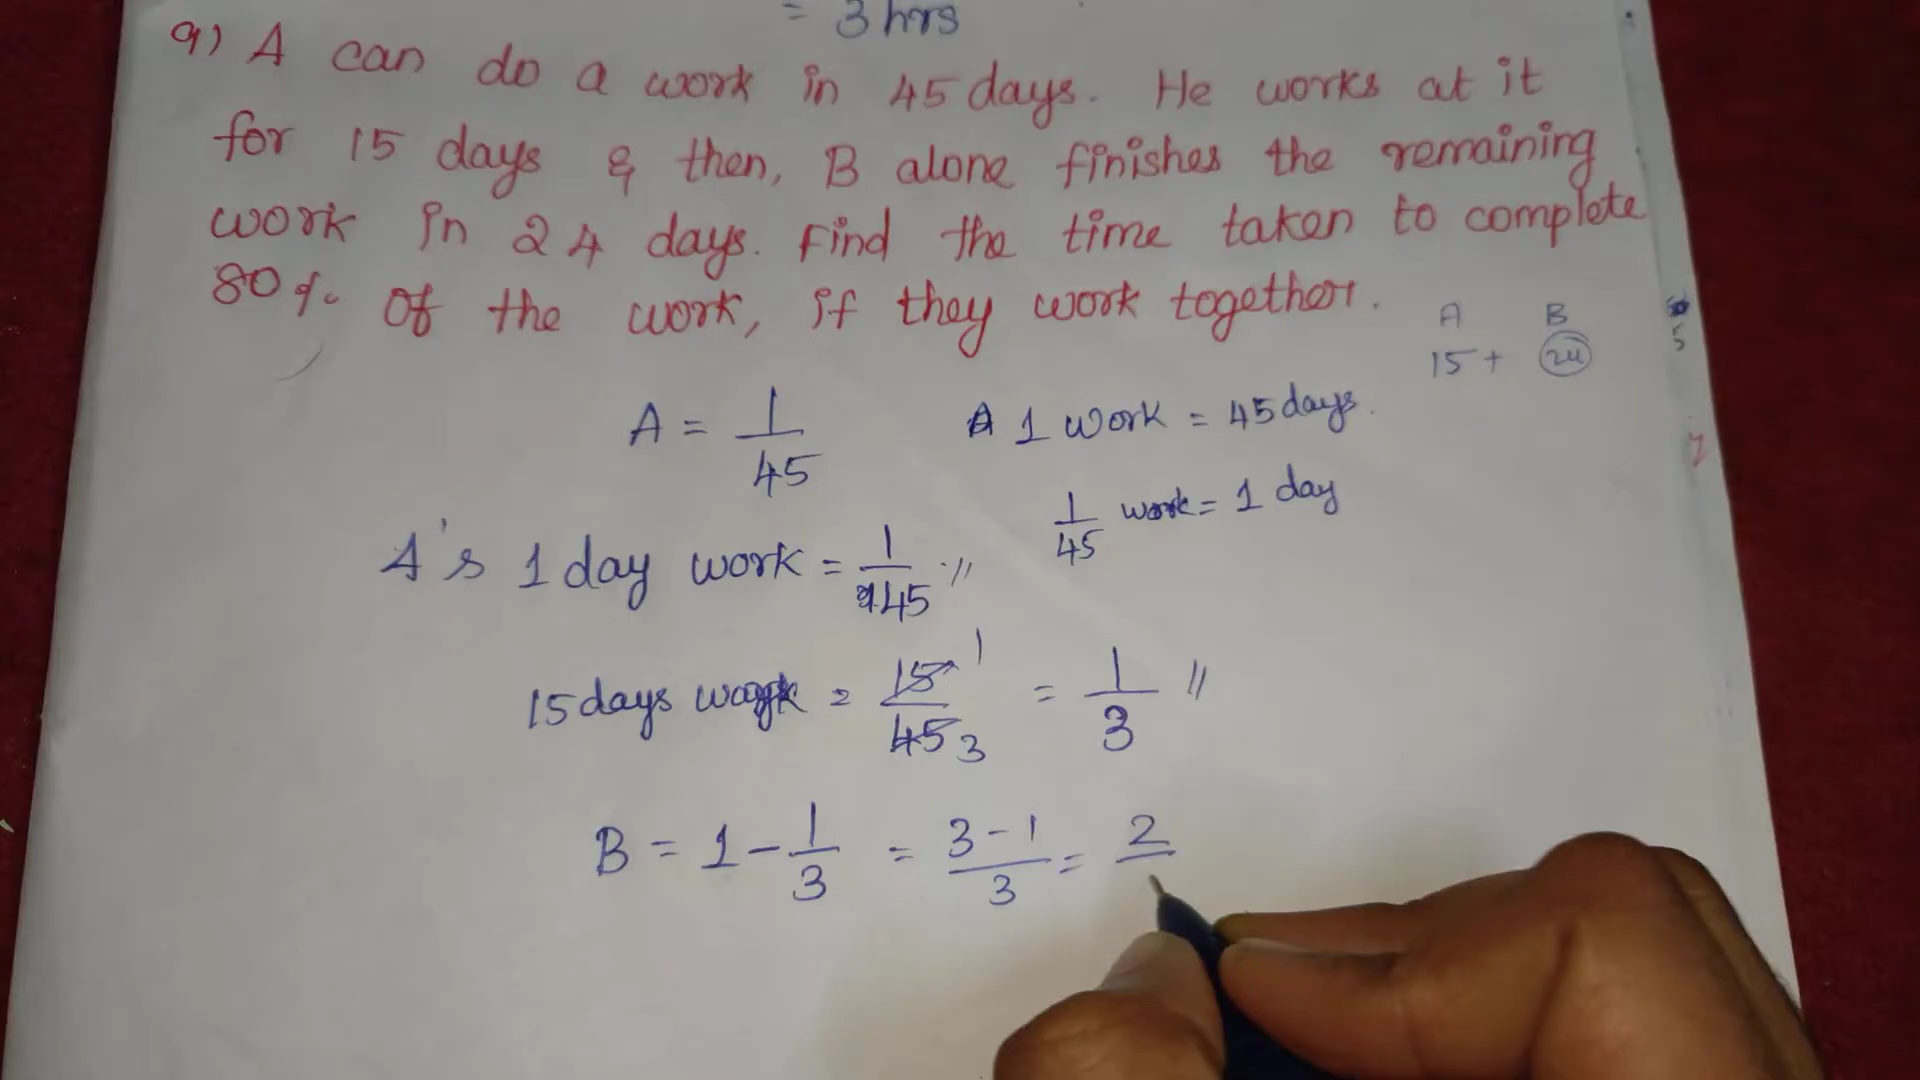 = 3 hrs
9) A can do a work in 45 days. He works at it
for 15 days & then, B alone finishes the remaining
work in 24 days. Find the time taken to complete
80% of the work, if they work together.
A B
15 + 24
A = 1/45
A 1 work = 45 days.
1/45 work = 1 day
A's 1 day work = 1/45 //
15 days work = 15/45 1 3 = 1/3 //
B = 1 - 1/3 = 3-1/3 = 2
5